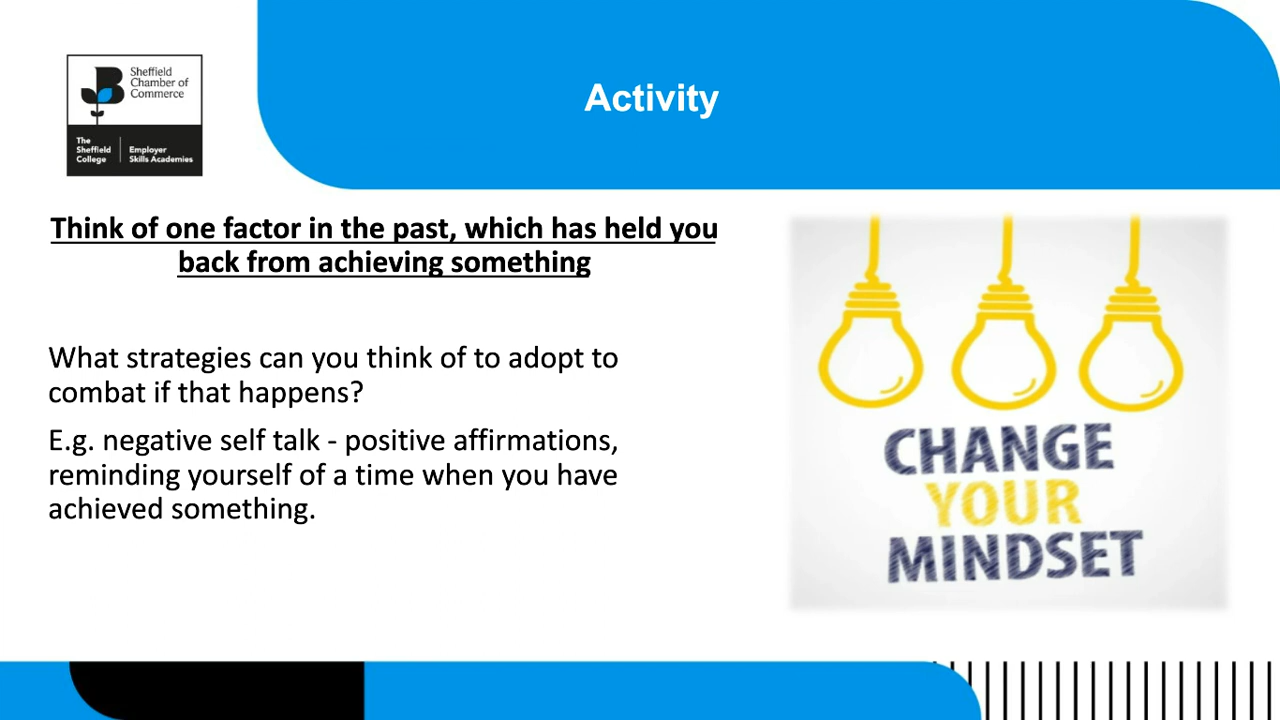 Sheffield
Chamber of
Commerce
The
Sheffield
College
Employer
Skills Academies
Activity
Think of one factor in the past, which has held you
back from achieving something
What strategies can you think of to adopt to
combat if that happens?
E.g. negative self talk - positive affirmations,
reminding yourself of a time when you have
achieved something.
CHANGE
YOUR
MINDSET